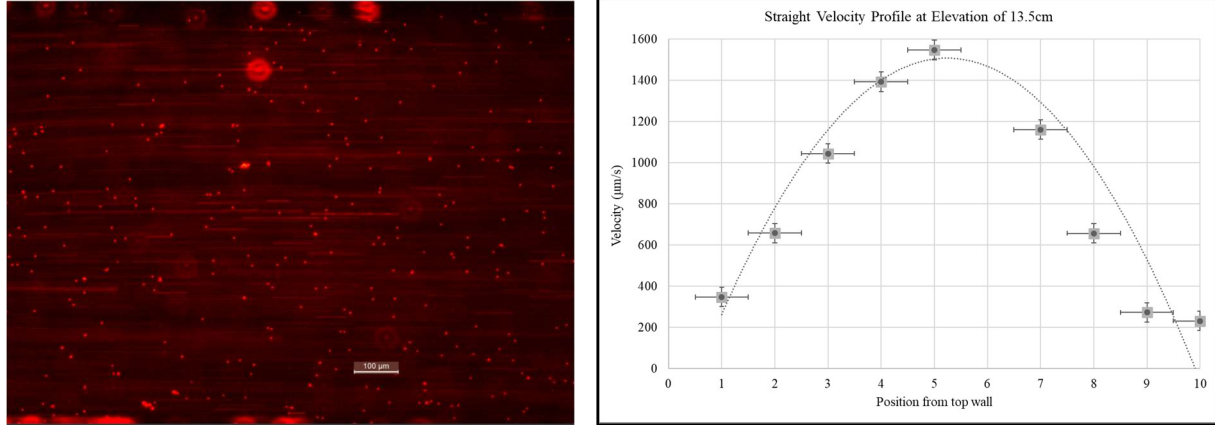 100 µm
Straight Velocity Profile at Elevation of 13.5cm
Velocity (µm/s)
1600
1400
1200
1000
800
600
400
200
0
0 1 2 3 4 5 6 7 8 9 10
Position from top wall